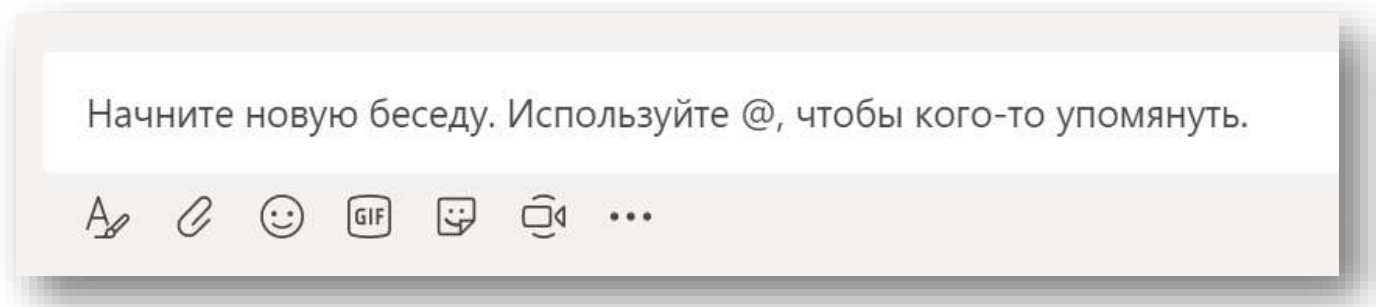 Начните новую беседу. Используйте @, чтобы кого-то упомянуть.
GIF